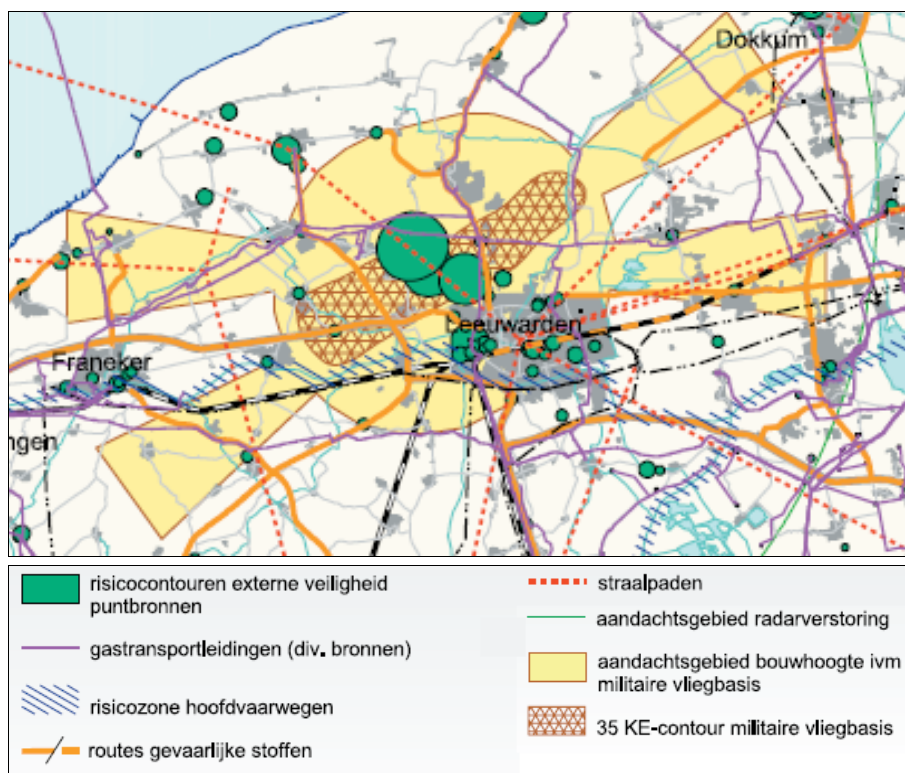 Dokkum
Leeuwarden
Franeker
ngen
risicocontouren externe veiligheid
puntbronnen
gastransportleidingen (div. bronnen)
risicozone hoofdvaarwegen
routes gevaarlijke stoffen
straalpaden
aandachtsgebied radarverstoring
aandachtsgebied bouwhoogte ivm
militaire vliegbasis
35 KE-contour militaire vliegbasis